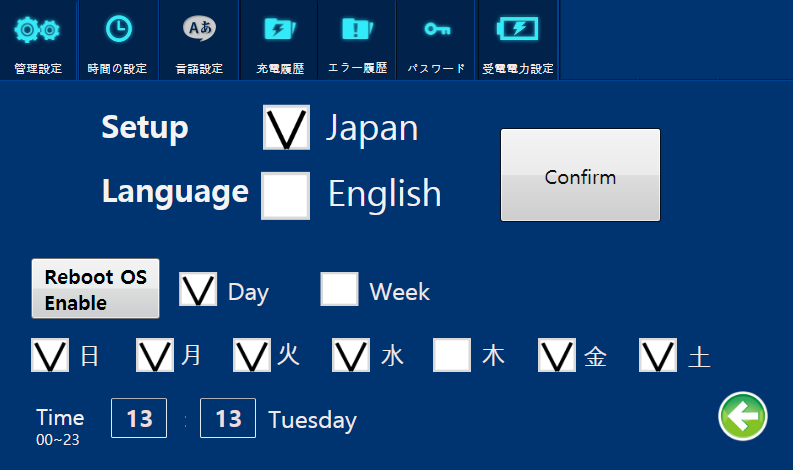 Aあ
管理設定 時間の設定 言語設定 充電履歴 エラー履歴 パスワード 受電電力設定
Setup Japan
Language English
Confirm
Reboot OS
Enable
Day Week
日 月 火 水 木 金 土
Time 13 : 13 Tuesday
00~23